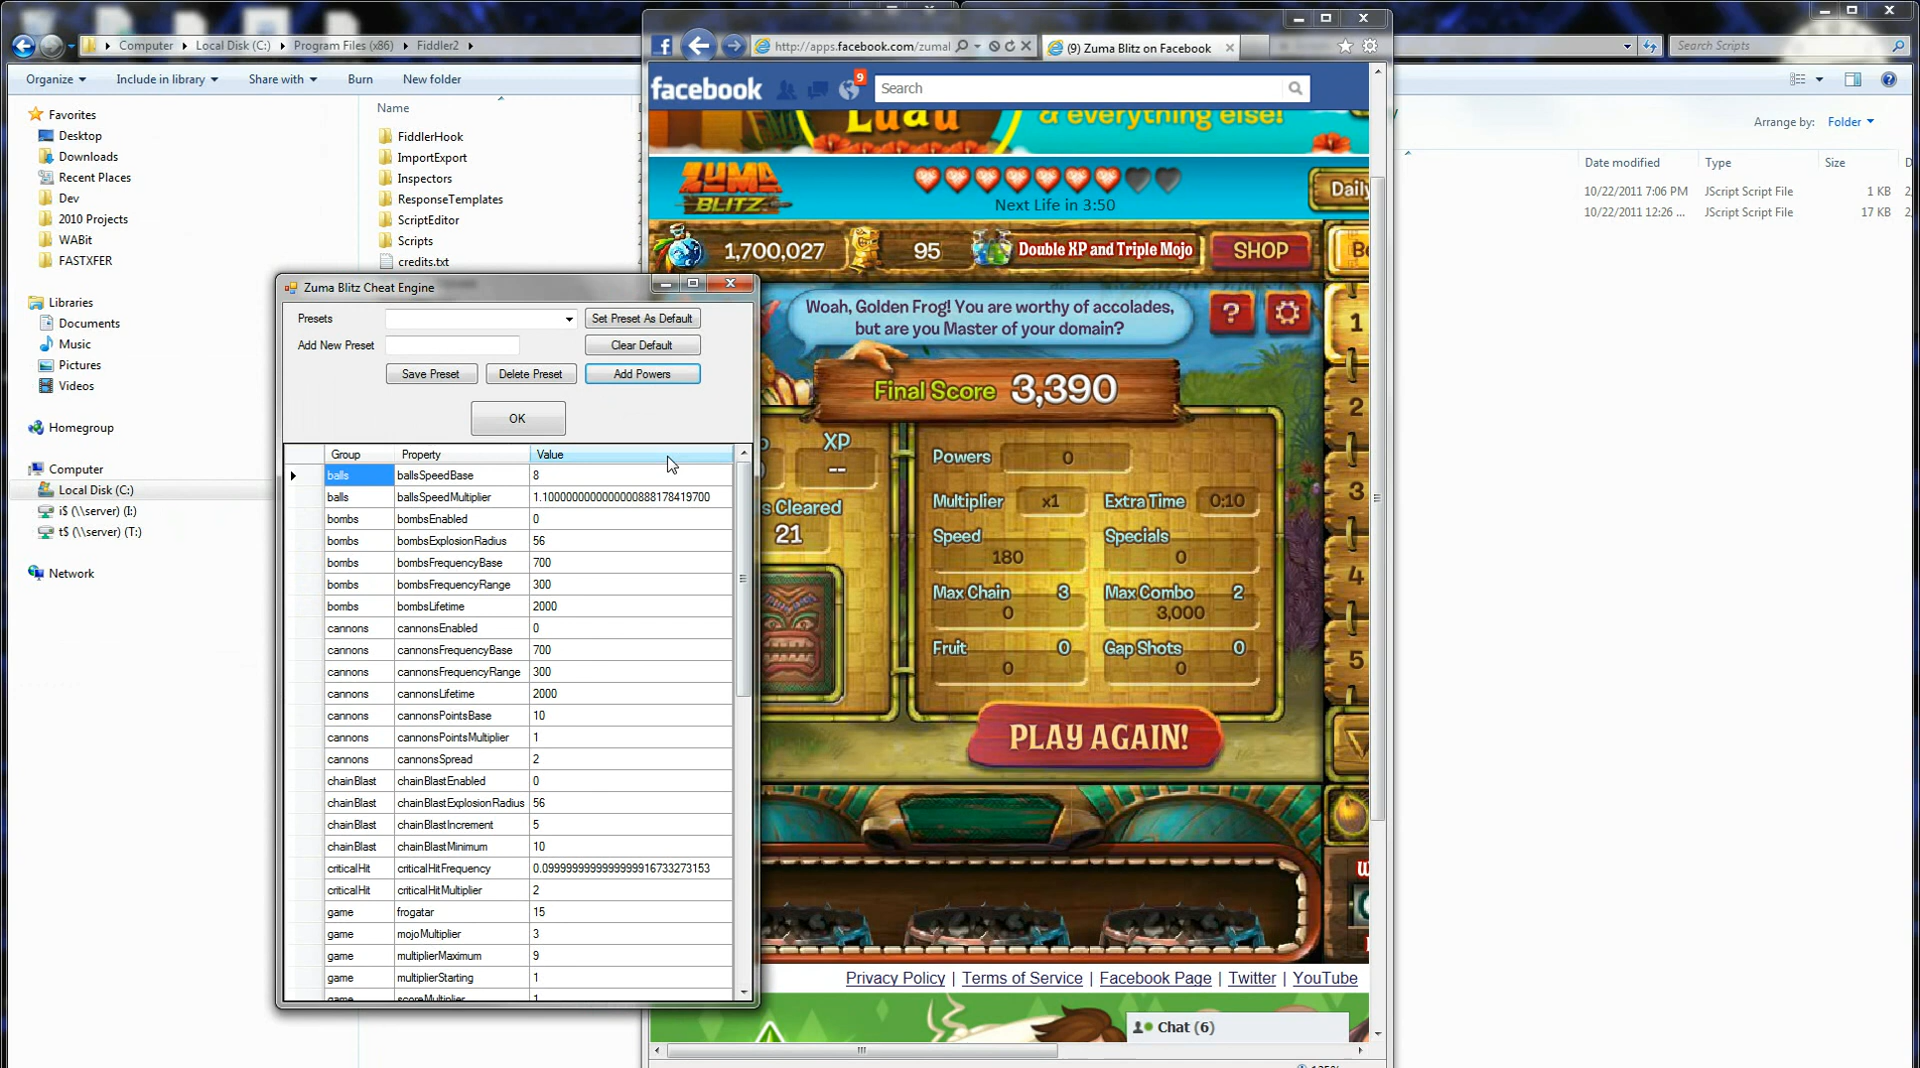 Computer ▸ Local Disk (C:) ▸ Program Files (x86) ▸ Fiddler2 ▸
Organize
Include in library
Share with
Burn
New folder
Favorites
Desktop
Downloads
Recent Places
Dev
2010 Projects
WABit
FASTXFER
Libraries
Documents
Music
Pictures
Videos
Homegroup
Computer
Local Disk (C:)
i$ (\\server) (I:)
t$ (\\server) (T:)
Network
Name
FiddlerHook
ImportExport
Inspectors
ResponseTemplates
ScriptEditor
Scripts
credits.txt
Zuma Blitz Cheat Engine
Presets
Set Preset As Default
Add New Preset
Clear Default
Save Preset
Delete Preset
Add Powers
OK
Group Property Value
balls ballsSpeedBase 8
balls ballsSpeedMultiplier 1.1000000000000000888178419700
bombs bombsEnabled 0
bombs bombsExplosionRadius 56
bombs bombsFrequencyBase 700
bombs bombsFrequencyRange 300
bombs bombsLifetime 2000
cannons cannonsEnabled 0
cannons cannonsFrequencyBase 700
cannons cannonsFrequencyRange 300
cannons cannonsLifetime 2000
cannons cannonsPointsBase 10
cannons cannonsPointsMultiplier 1
cannons cannonsSpread 2
chainBlast chainBlastEnabled 0
chainBlast chainBlastExplosionRadius 56
chainBlast chainBlastIncrement 5
chainBlast chainBlastMinimum 10
criticalHit criticalHitFrequency 0.0999999999999999916733273153
criticalHit criticalHitMultiplier 2
game frogatar 15
game mojoMultiplier 3
game multiplierMaximum 9
game multiplierStarting 1
game scoreMultiplier 1
http://apps.facebook.com/zumal
(9) Zuma Blitz on Facebook
facebook
9
Search
Luau
& everything else!
ZUMA
BLITZ
Next Life in 3:50
Daily
1,700,027
95
Double XP and Triple Mojo
SHOP
Woah, Golden Frog! You are worthy of accolades,
but are you Master of your domain?
?
Final Score 3,390
XP
--
s Cleared
21
Powers 0
Multiplier x1
Extra Time 0:10
Speed
180
Specials
0
Max Chain 3
0
Max Combo 2
3,000
Fruit 0
0
Gap Shots 0
0
PLAY AGAIN!
1
2
3
4
5
Privacy Policy | Terms of Service | Facebook Page | Twitter | YouTube
Chat (6)
Search Scripts
Arrange by: Folder
Date modified Type Size
10/22/2011 7:06 PM JScript Script File 1 KB
10/22/2011 12:26 ... JScript Script File 17 KB